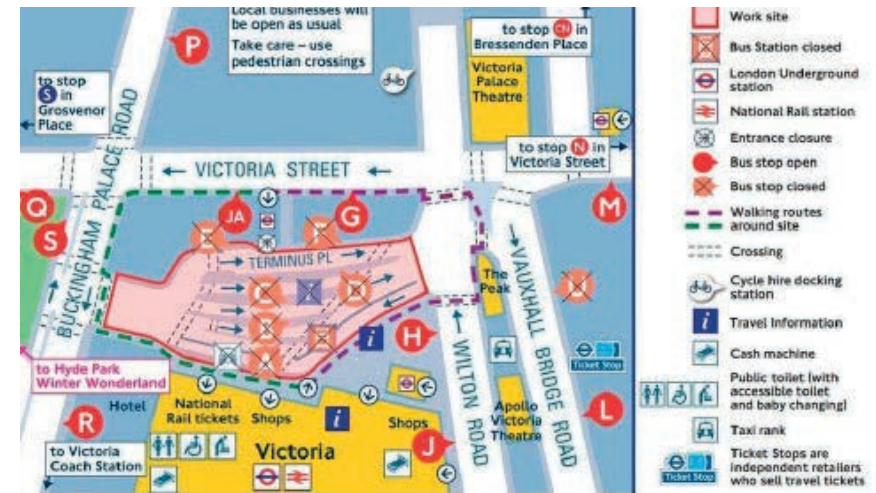 Local businesses will
be open as usual
Take care – use
pedestrian crossings
P
to stop CN in
Bressenden Place
Victoria
Palace
Theatre
to stop
S in
Grosvenor
Place
BUCKINGHAM PALACE ROAD
VICTORIA STREET
to stop N in
Victoria Street
Q
S
JA
G
M
TERMINUS PL
The
Peak
VAUXHALL BRIDGE ROAD
i
H
WILTON ROAD
Ticket Stop
to Hyde Park
Winter Wonderland
Hotel
National
Rail tickets
Shops
i
Shops
Apollo
Victoria
Theatre
R
J
L
Victoria
to Victoria
Coach Station
Work site
Bus Station closed
London Underground
station
National Rail station
Entrance closure
Bus stop open
Bus stop closed
Walking routes
around site
Crossing
Cycle hire docking
station
i
Travel Information
Cash machine
Public toilet (with
accessible toilet
and baby changing)
Taxi rank
Ticket Stop
Ticket Stops are
independent retailers
who sell travel tickets